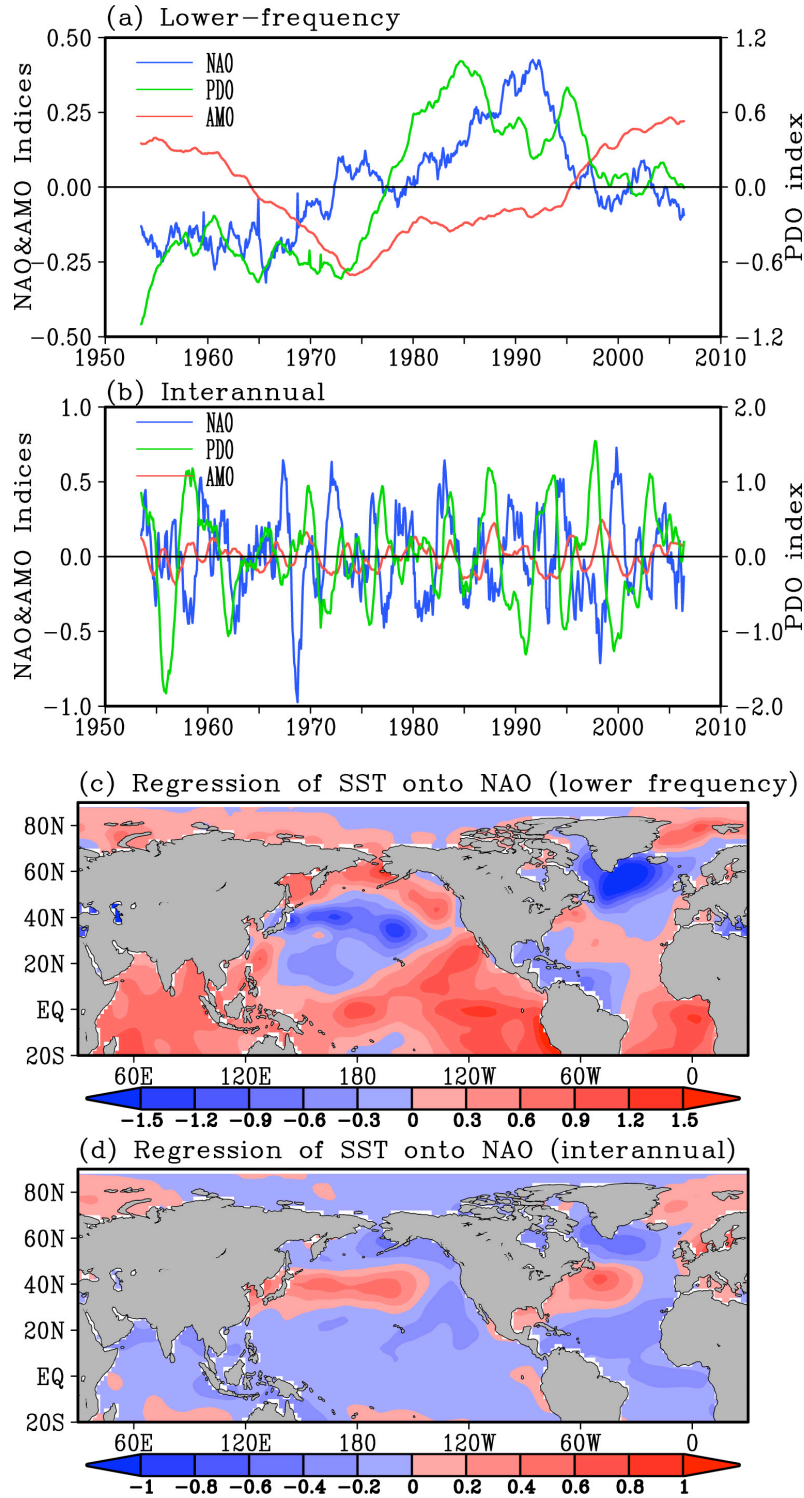 (a) Lower-frequency
0.50 1.2
NAO
PDO
AMO
0.25 0.6
0.00 0.0
-0.25 -0.6
-0.50 -1.2
NAO&AMO Indices
PDO index
1950 1960 1970 1980 1990 2000 2010
(b) Interannual
1.0 2.0
NAO
PDO
AMO
0.5 1.0
0.0 0.0
-0.5 -1.0
-1.0 -2.0
NAO&AMO Indices
PDO index
1950 1960 1970 1980 1990 2000 2010
(c) Regression of SST onto NAO (lower frequency)
80N
60N
40N
20N
EQ
20S
60E 120E 180 120W 60W 0
-1.5 -1.2 -0.9 -0.6 -0.3 0 0.3 0.6 0.9 1.2 1.5
(d) Regression of SST onto NAO (interannual)
80N
60N
40N
20N
EQ
20S
60E 120E 180 120W 60W 0
-1 -0.8 -0.6 -0.4 -0.2 0 0.2 0.4 0.6 0.8 1